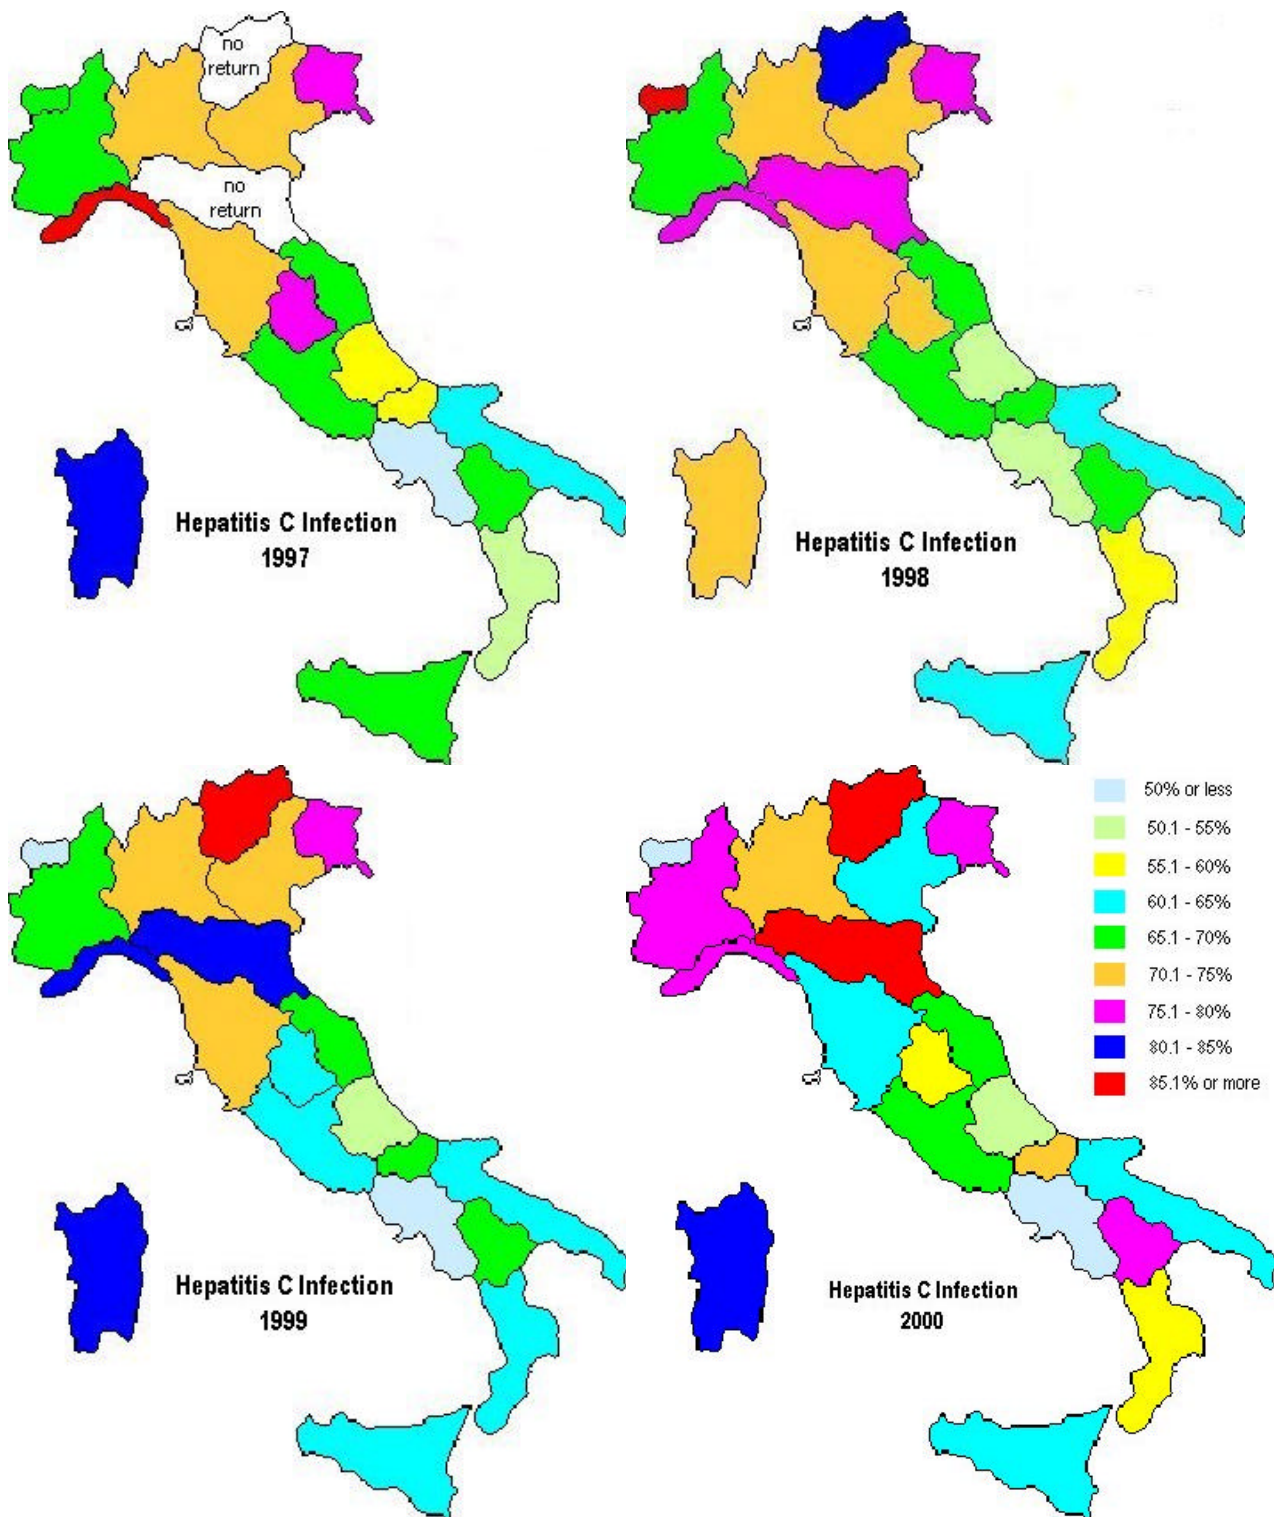 no
return
no
return
Hepatitis C Infection
1997
Hepatitis C Infection
1998
Hepatitis C Infection
1999
Hepatitis C Infection
2000
50% or less
50.1 - 55%
55.1 - 60%
60.1 - 65%
65.1 - 70%
70.1 - 75%
75.1 - 80%
80.1 - 85%
85.1% or more